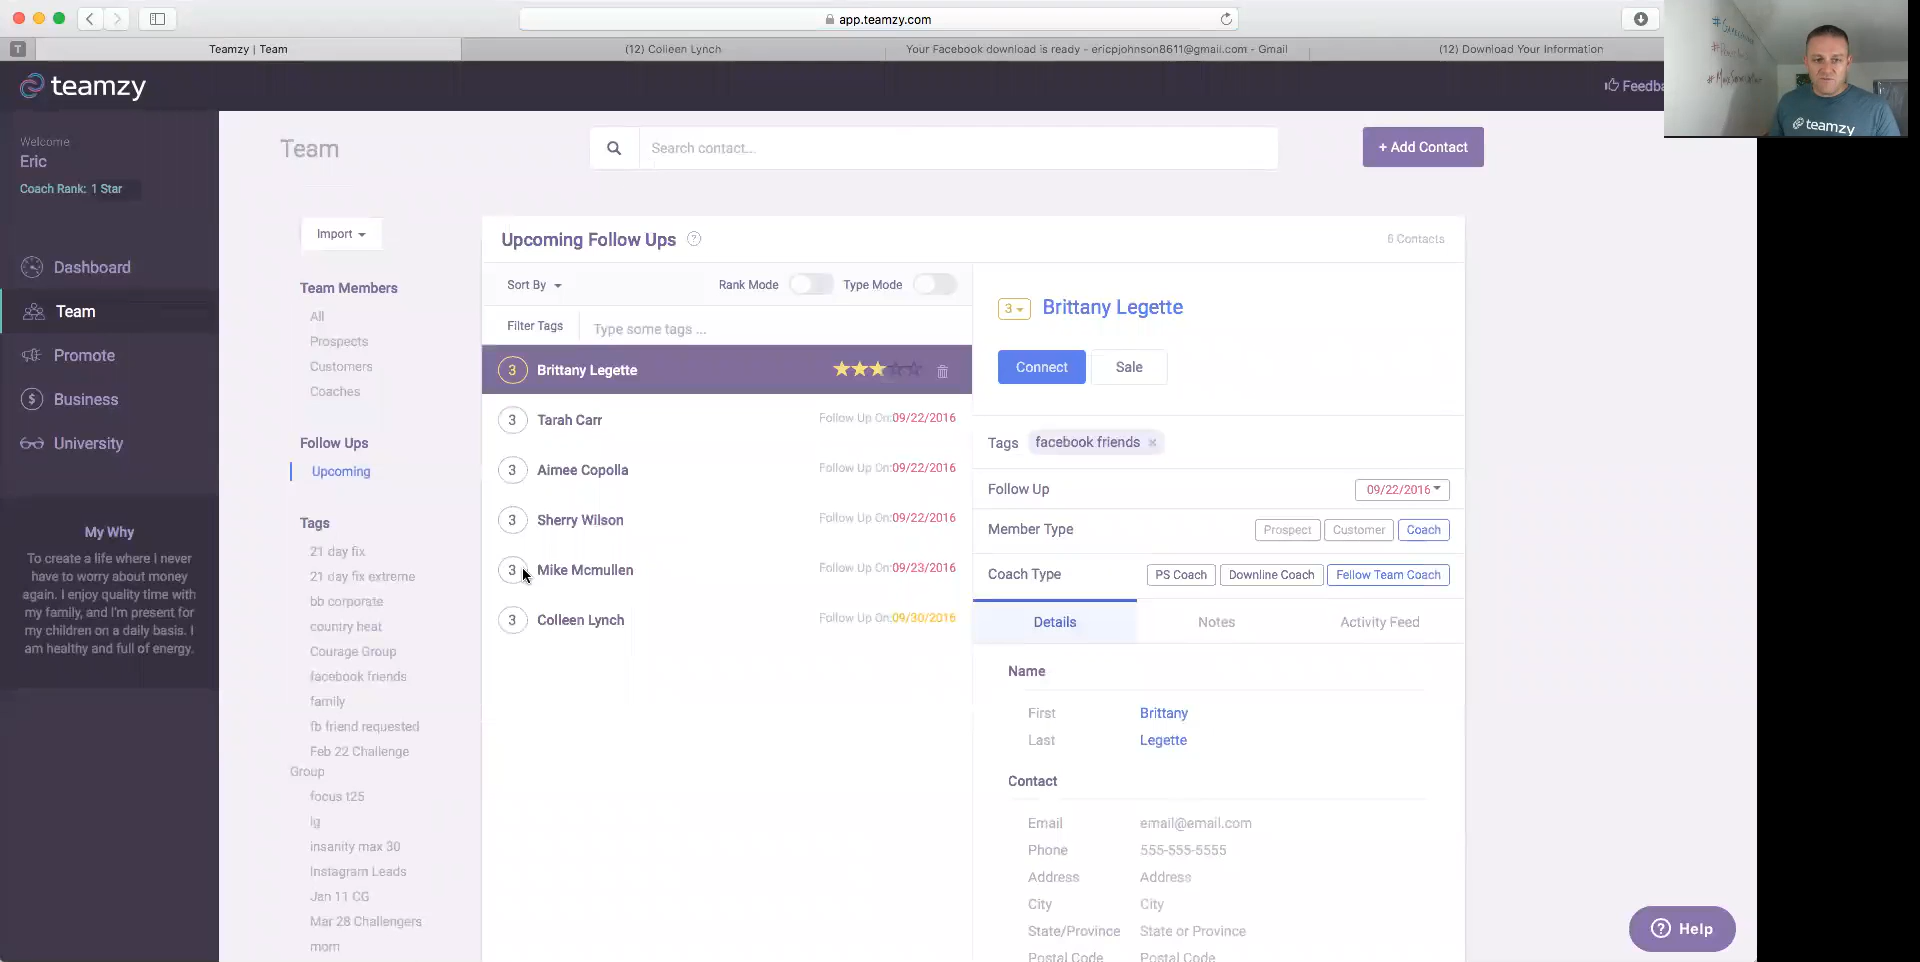 app.teamzy.com
T
Teamzy | Team
(12) Colleen Lynch
Your Facebook download is ready - ericpjohnson8611@gmail.com - Gmail
(12) Download Your Information
teamzy
Feedba
teamzy
Welcome
Eric
Coach Rank: 1 Star
Dashboard
Team
Promote
Business
University
My Why
To create a life where I never
have to worry about money
again. I enjoy quality time with
my family, and I'm present for
my children on a daily basis. I
am healthy and full of energy.
Team
Search contact...
+ Add Contact
Import
Team Members
All
Prospects
Customers
Coaches
Follow Ups
Upcoming
Tags
21 day fix
21 day fix extreme
bb corporate
country heat
Courage Group
facebook friends
family
fb friend requested
Feb 22 Challenge
Group
focus t25
Ig
insanity max 30
Instagram Leads
Jan 11 CG
Mar 28 Challengers
mom
Upcoming Follow Ups ?
6 Contacts
Sort By
Rank Mode
Type Mode
Filter Tags
Type some tags ...
3 Brittany Legette
3 Tarah Carr Follow Up On:09/22/2016
3 Aimee Copolla Follow Up On:09/22/2016
3 Sherry Wilson Follow Up On:09/22/2016
3 Mike Mcmullen Follow Up On:09/23/2016
3 Colleen Lynch Follow Up On:09/30/2016
3 Brittany Legette
Connect
Sale
Tags facebook friends ×
Follow Up 09/22/2016
Member Type Prospect Customer Coach
Coach Type PS Coach Downline Coach Fellow Team Coach
Details Notes Activity Feed
Name
First Brittany
Last Legette
Contact
Email email@email.com
Phone 555-555-5555
Address Address
City City
State/Province State or Province
Postal Code Postal Code
? Help